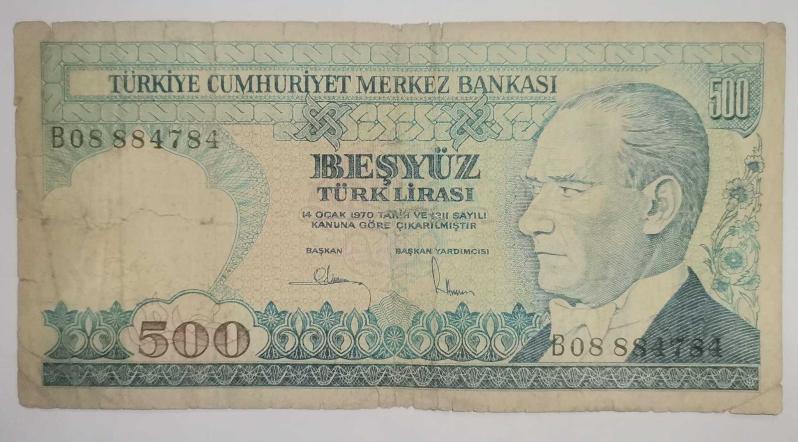 TÜRKİYE CUMHURİYET MERKEZ BANKASI
500
B08 884784
BEŞYÜZ
TÜRK LİRASI
14 OCAK 1970 TARİH VE 1211 SAYILI
KANUNA GÖRE ÇIKARILMIŞTIR
BAŞKAN BAŞKAN YARDIMCISI
500
B08 884784